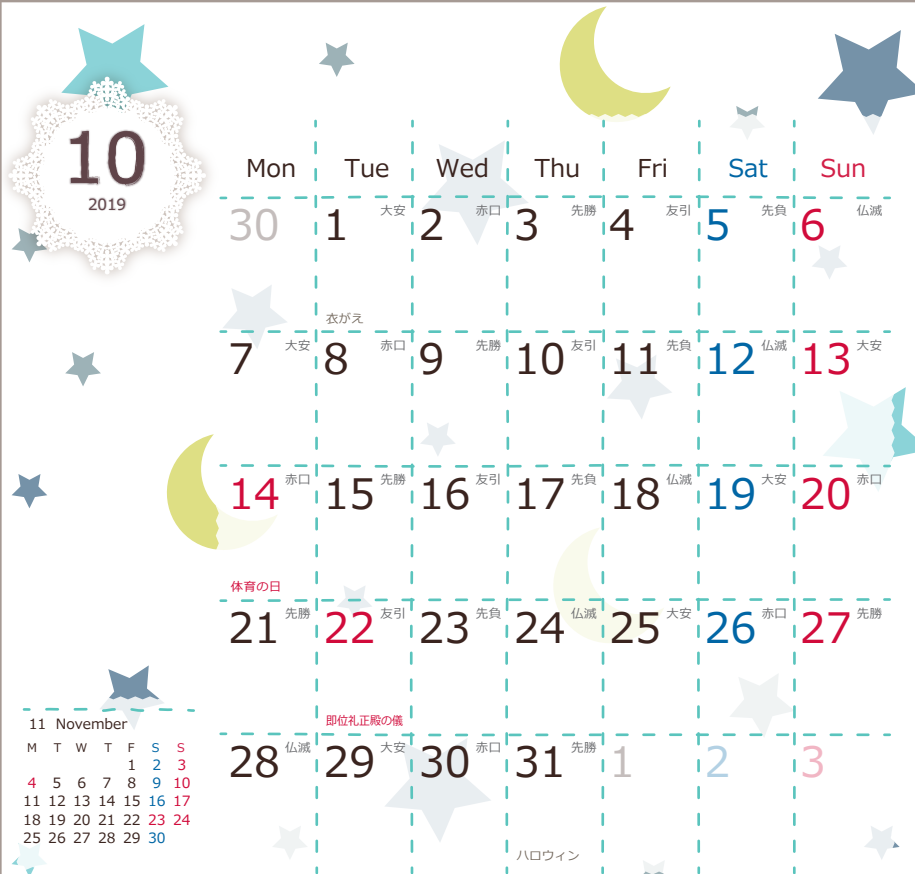 10
2019
Mon Tue Wed Thu Fri Sat Sun
30 1 大安 2 赤口 3 先勝 4 友引 5 先負 6 仏滅
衣がえ
7 大安 8 赤口 9 先勝 10 友引 11 先負 12 仏滅 13 大安
14 赤口 15 先勝 16 友引 17 先負 18 仏滅 19 大安 20 赤口
体育の日
21 先勝 22 友引 23 先負 24 仏滅 25 大安 26 赤口 27 先勝
即位礼正殿の儀
28 仏滅 29 大安 30 赤口 31 先勝 1 2 3
ハロウィン
11 November
M T W T F S S
1 2 3
4 5 6 7 8 9 10
11 12 13 14 15 16 17
18 19 20 21 22 23 24
25 26 27 28 29 30